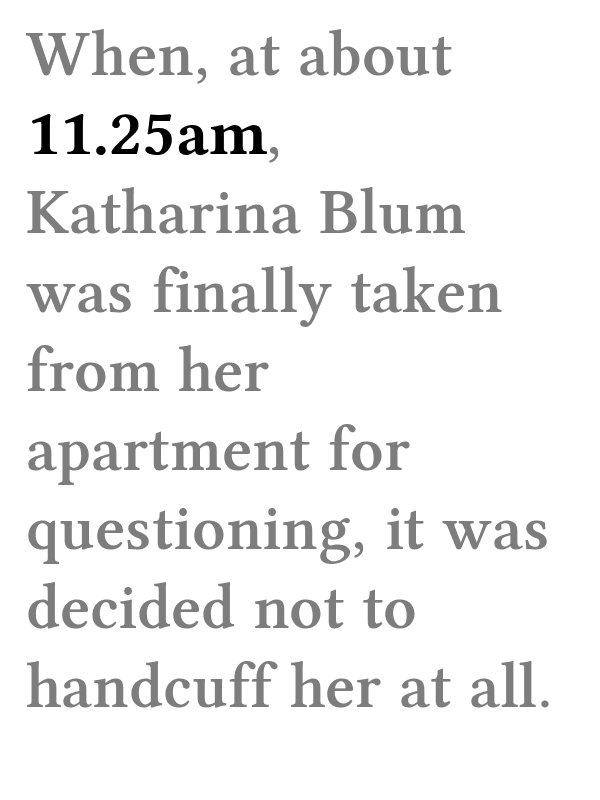 When, at about
11.25am,
Katharina Blum
was finally taken
from her
apartment for
questioning, it was
decided not to
handcuff her at all.